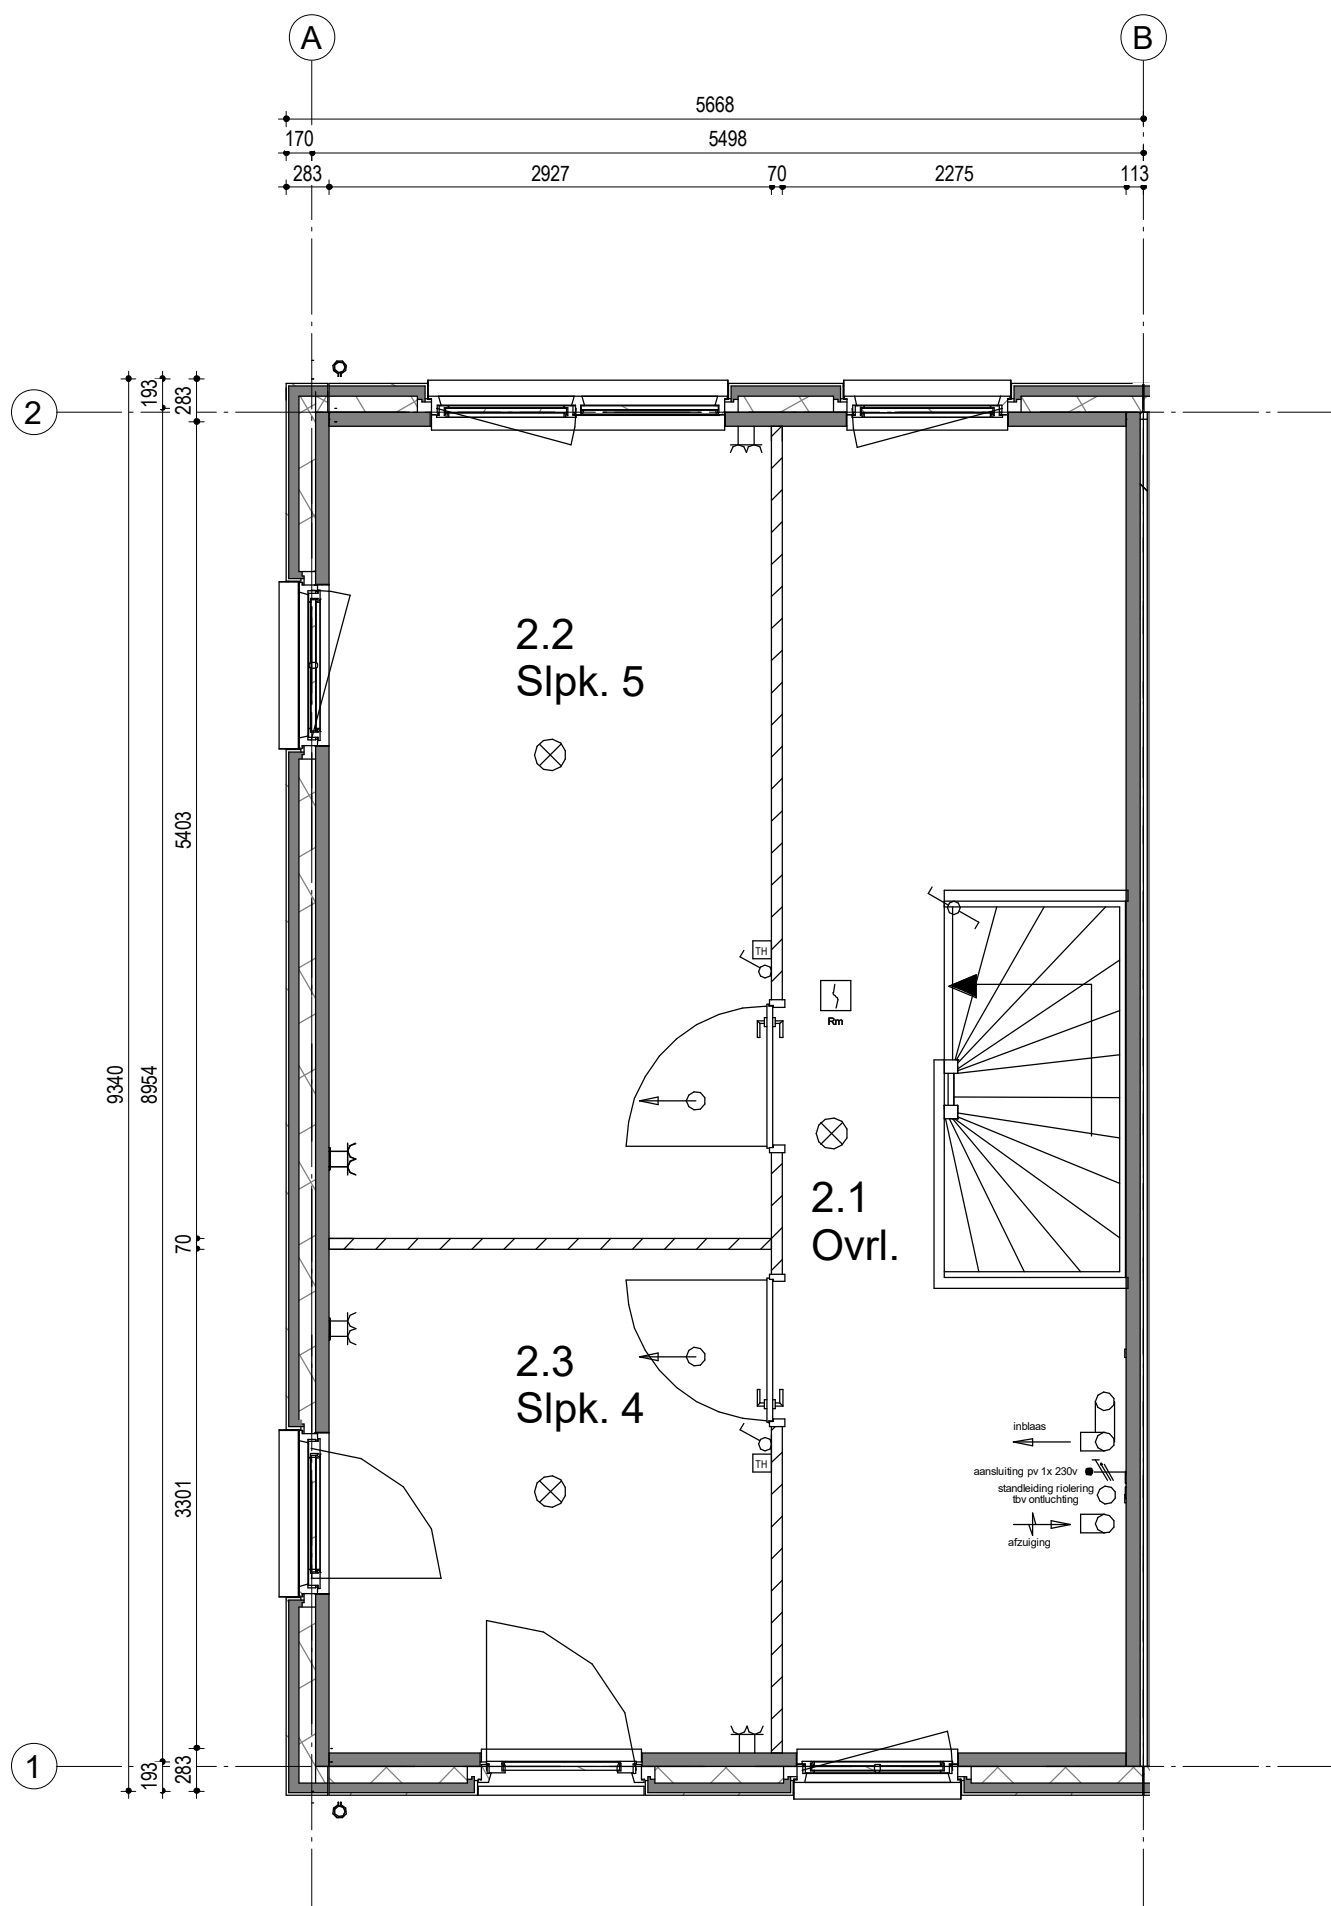 A
B
5668
170
5498
283
2927
70
2275
113
2
193
283
2.2
Slpk. 5
5403
TH
Rm
9340
8954
2.1
Ovrl.
70
2.3
Slpk. 4
inblaas
TH
aansluiting pv 1x 230v
standleiding riolering
tbv ontluchting
3301
afzuiging
1
193
283